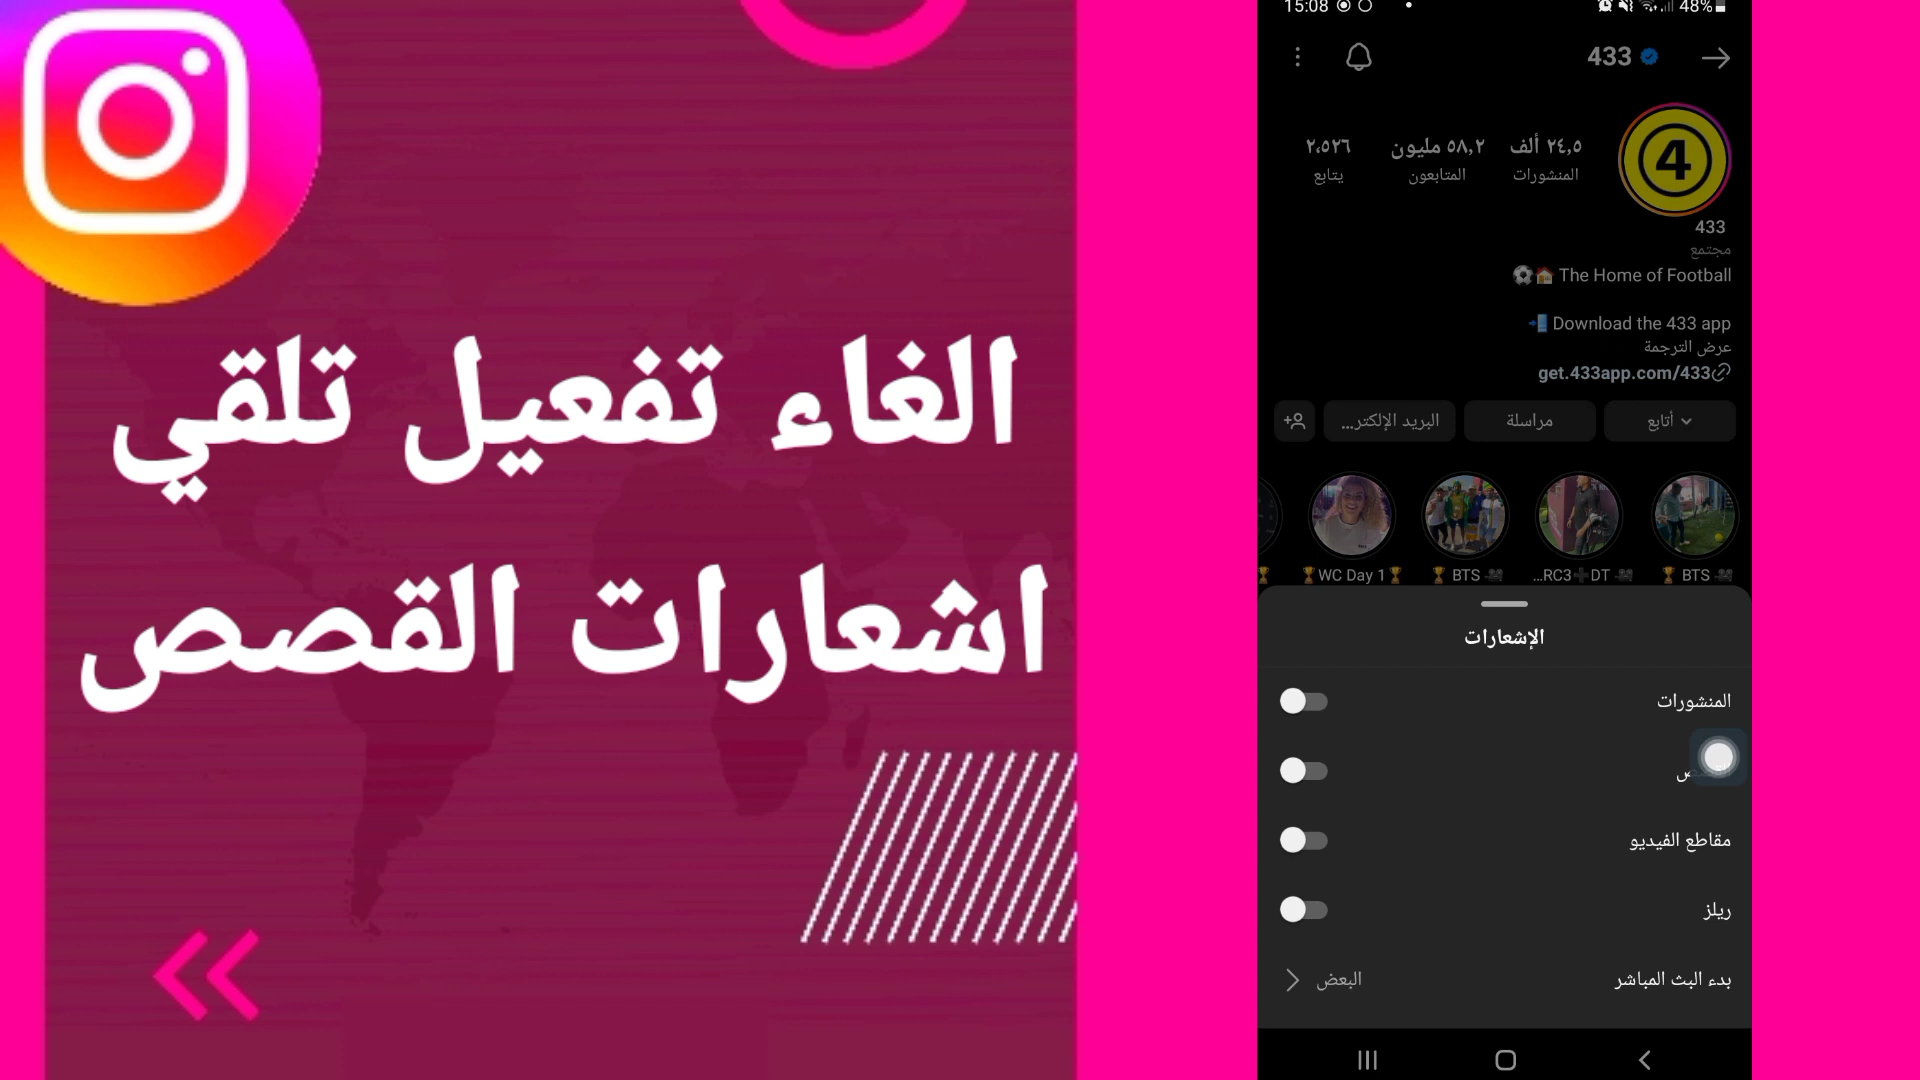 الغاء تفعيل تلقي
اشعارات القصص
15:08
48%
433
٢٤,٥ ألف
٥٨,٢ مليون
٢،٥٢٦
المنشورات
المتابعون
يتابع
4
433
مجتمع
⚽🏠 The Home of Football
📲 Download the 433 app
عرض الترجمة
get.433app.com/433
أتابع
مراسلة
البريد الإلكتر...
🏆 BTS 🎥
...RC3➕DT 🎥
🏆 BTS 🎥
🏆WC Day 1🏆
الإشعارات
المنشورات
مقاطع الفيديو
ريلز
بدء البث المباشر
البعض